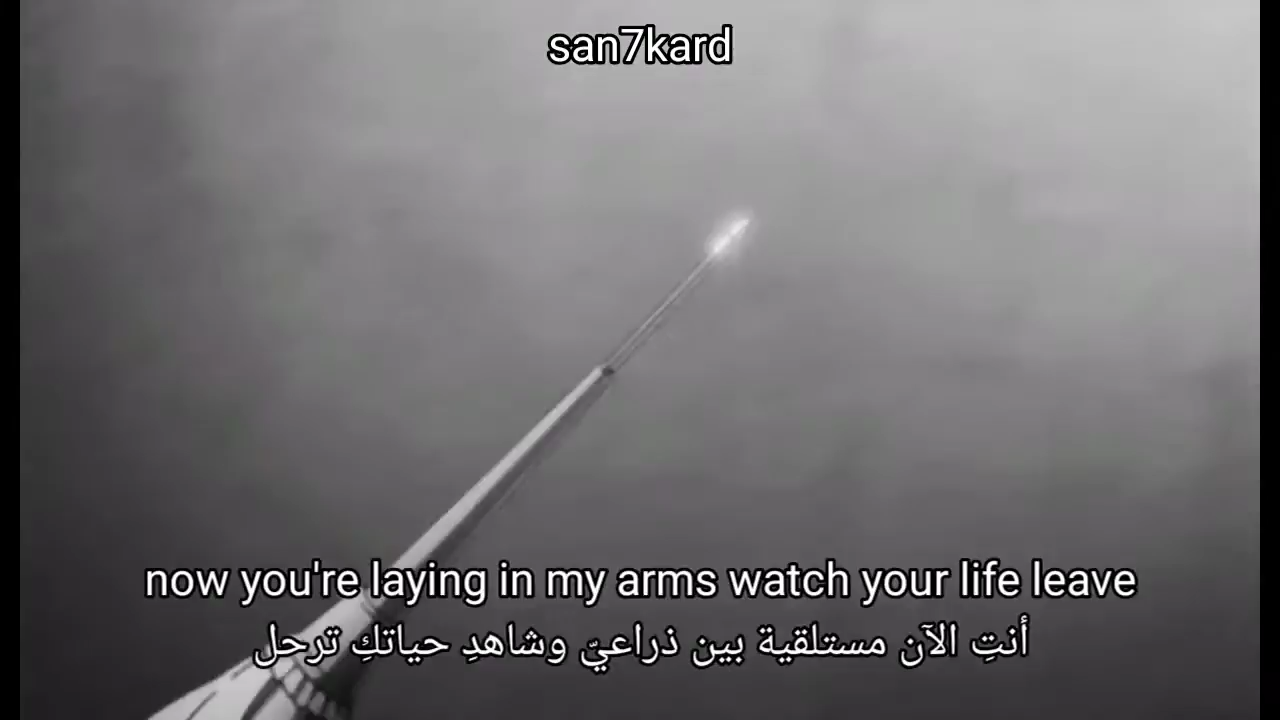 san7kard
now you're laying in my arms watch your life leave
أنتِ الآن مستلقية بين ذراعيّ وشاهدِ حياتكِ ترحل